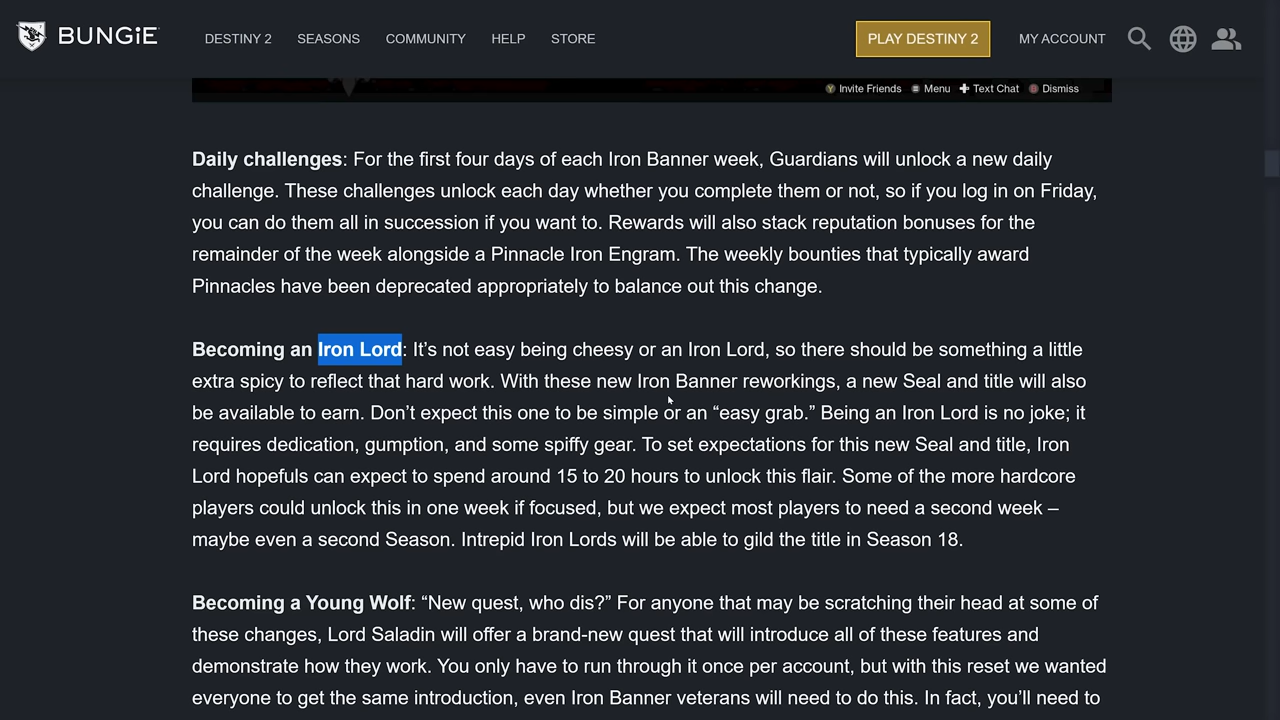 BUNGiE
DESTINY 2
SEASONS
COMMUNITY
HELP
STORE
PLAY DESTINY 2
MY ACCOUNT
Y Invite Friends
Menu
Text Chat
B Dismiss
Daily challenges: For the first four days of each Iron Banner week, Guardians will unlock a new daily
challenge. These challenges unlock each day whether you complete them or not, so if you log in on Friday,
you can do them all in succession if you want to. Rewards will also stack reputation bonuses for the
remainder of the week alongside a Pinnacle Iron Engram. The weekly bounties that typically award
Pinnacles have been deprecated appropriately to balance out this change.
Becoming an Iron Lord: It’s not easy being cheesy or an Iron Lord, so there should be something a little
extra spicy to reflect that hard work. With these new Iron Banner reworkings, a new Seal and title will also
be available to earn. Don’t expect this one to be simple or an “easy grab.” Being an Iron Lord is no joke; it
requires dedication, gumption, and some spiffy gear. To set expectations for this new Seal and title, Iron
Lord hopefuls can expect to spend around 15 to 20 hours to unlock this flair. Some of the more hardcore
players could unlock this in one week if focused, but we expect most players to need a second week –
maybe even a second Season. Intrepid Iron Lords will be able to gild the title in Season 18.
Becoming a Young Wolf: “New quest, who dis?” For anyone that may be scratching their head at some of
these changes, Lord Saladin will offer a brand-new quest that will introduce all of these features and
demonstrate how they work. You only have to run through it once per account, but with this reset we wanted
everyone to get the same introduction, even Iron Banner veterans will need to do this. In fact, you’ll need to